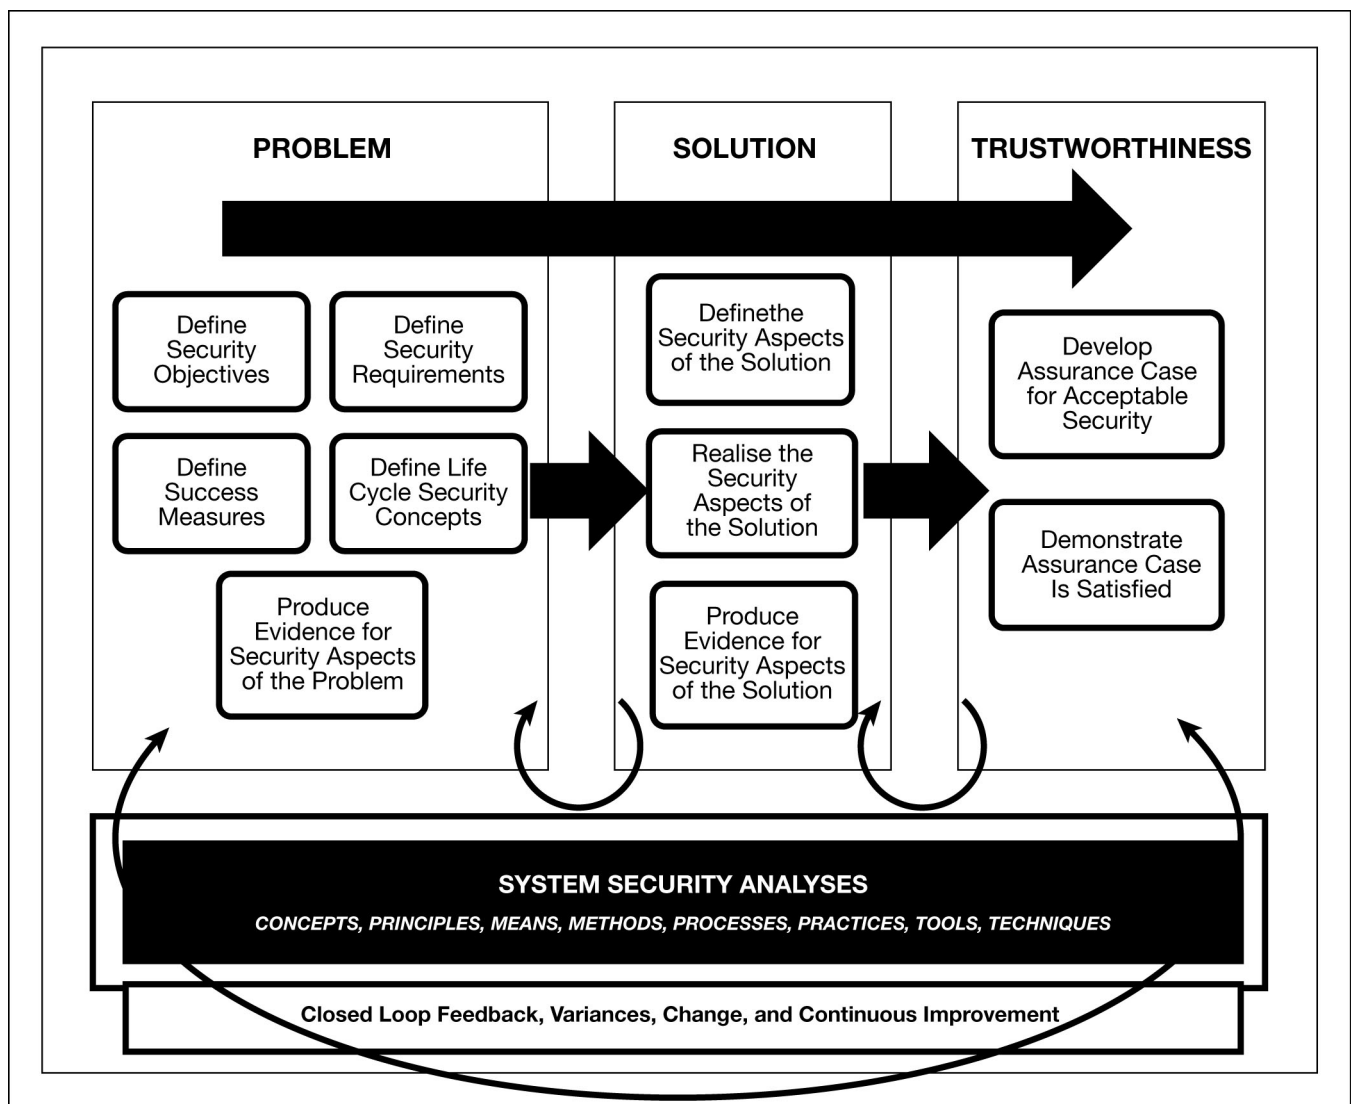 PROBLEM
Define
Security
Objectives
Define
Security
Requirements
Define
Success
Measures
Define Life
Cycle Security
Concepts
Produce
Evidence for
Security Aspects
of the Problem
SOLUTION
Definethe
Security Aspects
of the Solution
Realise the
Security
Aspects of
the Solution
Produce
Evidence for
Security Aspects
of the Solution
TRUSTWORTHINESS
Develop
Assurance Case
for Acceptable
Security
Demonstrate
Assurance Case
Is Satisfied
SYSTEM SECURITY ANALYSES
CONCEPTS, PRINCIPLES, MEANS, METHODS, PROCESSES, PRACTICES, TOOLS, TECHNIQUES
Closed Loop Feedback, Variances, Change, and Continuous Improvement